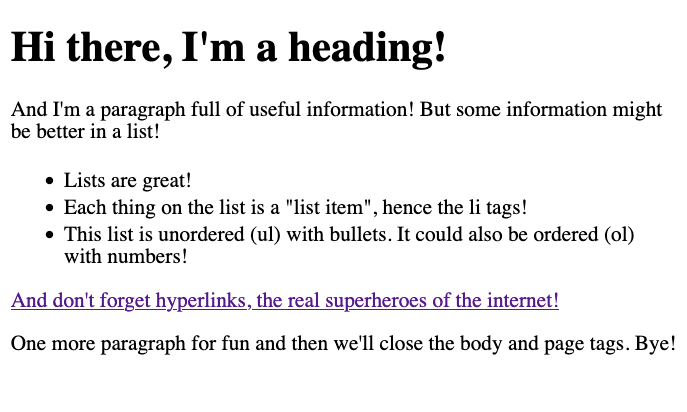 Hi there, I'm a heading!
And I'm a paragraph full of useful information! But some information might
be better in a list!
• Lists are great!
• Each thing on the list is a "list item", hence the li tags!
• This list is unordered (ul) with bullets. It could also be ordered (ol)
with numbers!
And don't forget hyperlinks, the real superheroes of the internet!
One more paragraph for fun and then we'll close the body and page tags. Bye!